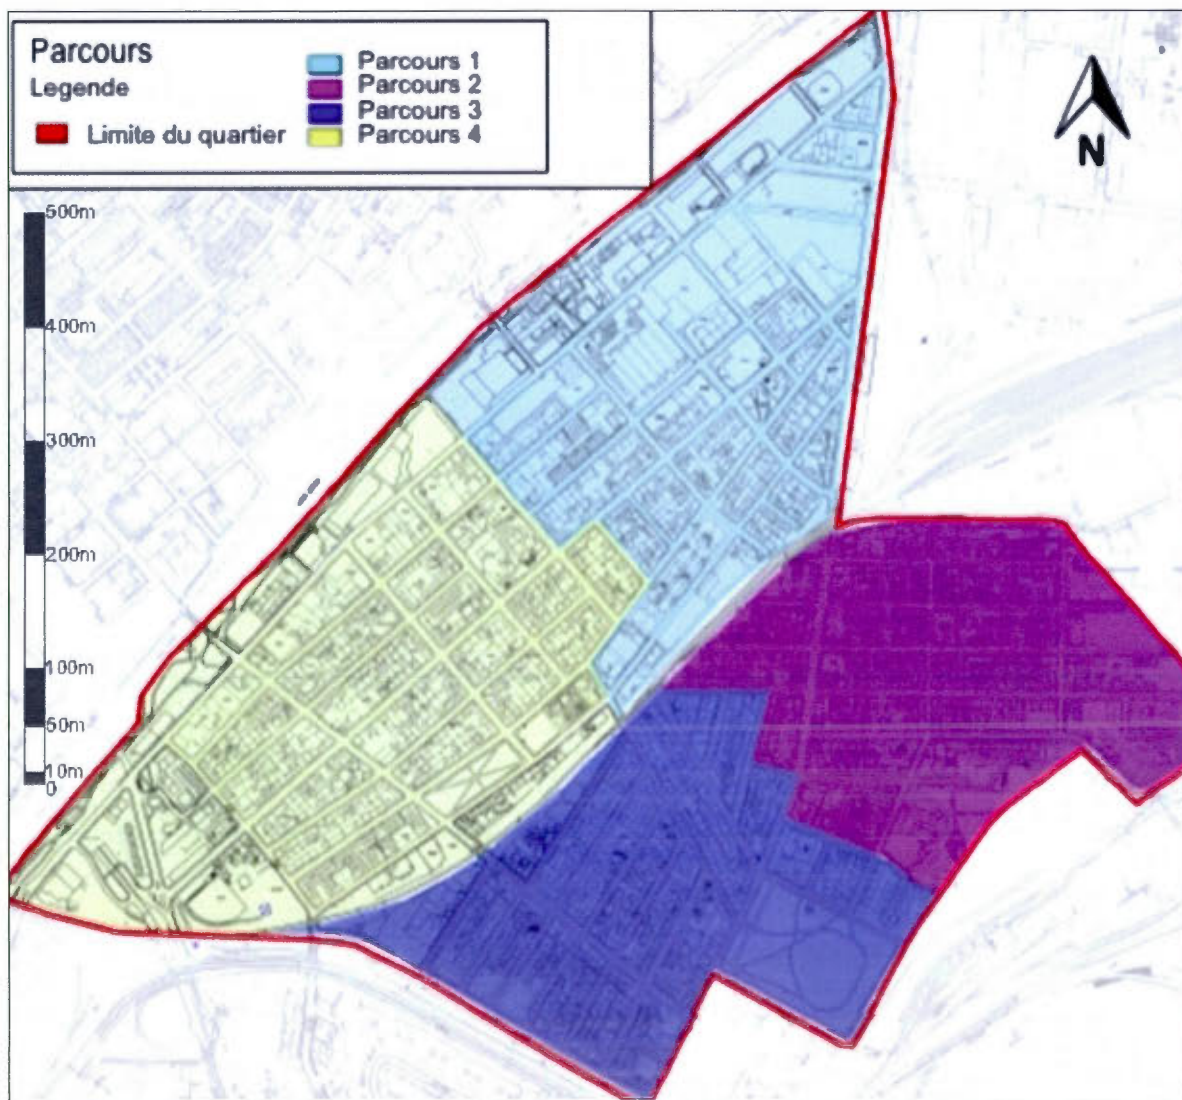 Parcours
Legende
Limite du quartier
Parcours 1
Parcours 2
Parcours 3
Parcours 4
N
500m
400m
300m
200m
100m
50m
10m
0